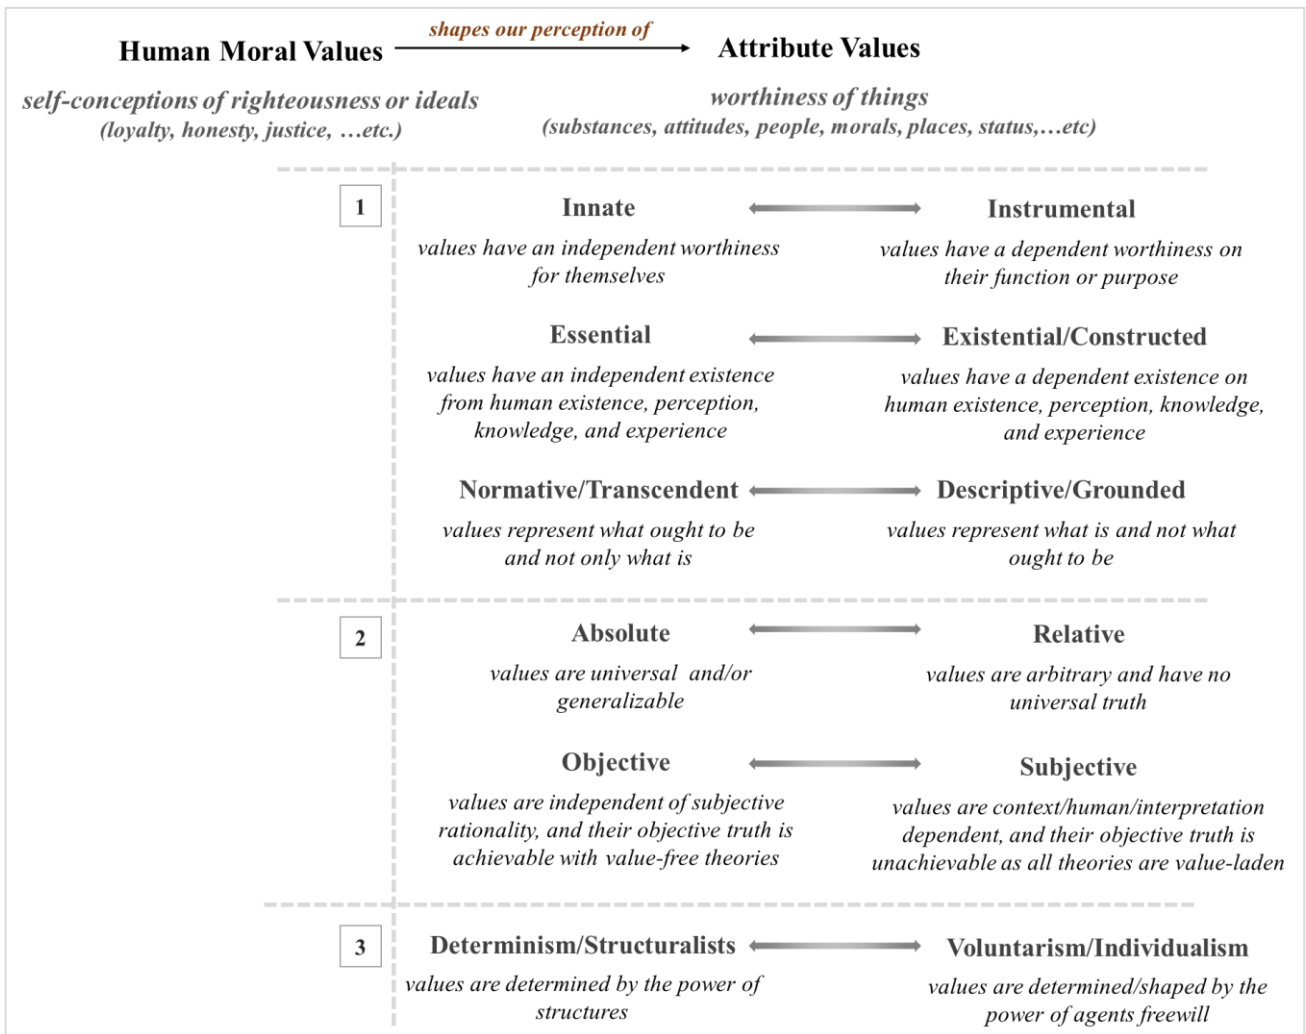 shapes our perception of
Human Moral Values
Attribute Values
self-conceptions of righteousness or ideals
(loyalty, honesty, justice, …etc.)
worthiness of things
(substances, attitudes, people, morals, places, status,…etc)
1
Innate
values have an independent worthiness
for themselves
Instrumental
values have a dependent worthiness on
their function or purpose
Essential
values have an independent existence
from human existence, perception,
knowledge, and experience
Existential/Constructed
values have a dependent existence on
human existence, perception, knowledge,
and experience
Normative/Transcendent
values represent what ought to be
and not only what is
Descriptive/Grounded
values represent what is and not what
ought to be
2
Absolute
values are universal and/or
generalizable
Relative
values are arbitrary and have no
universal truth
Objective
values are independent of subjective
rationality, and their objective truth is
achievable with value-free theories
Subjective
values are context/human/interpretation
dependent, and their objective truth is
unachievable as all theories are value-laden
3
Determinism/Structuralists
values are determined by the power of
structures
Voluntarism/Individualism
values are determined/shaped by the
power of agents freewill